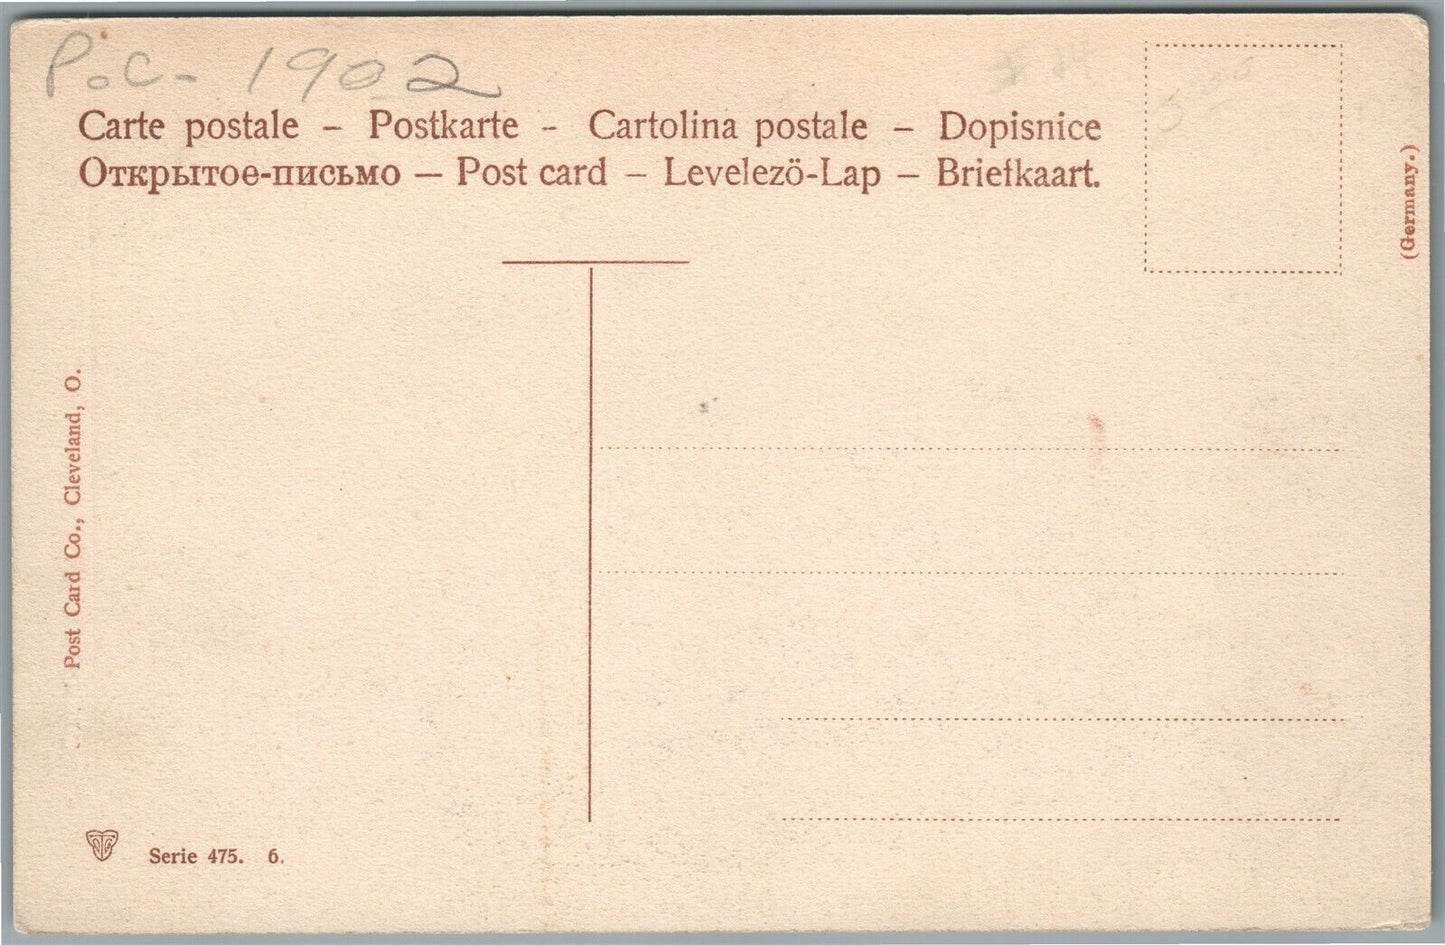 P.C- 1902
Carte postale – Postkarte - Cartolina postale – Dopisnice
Открытое-письмо — Post card – Levelezö-Lap – Briefkaart.
(Germany.)
Post Card Co., Cleveland, O.
Serie 475. 6.